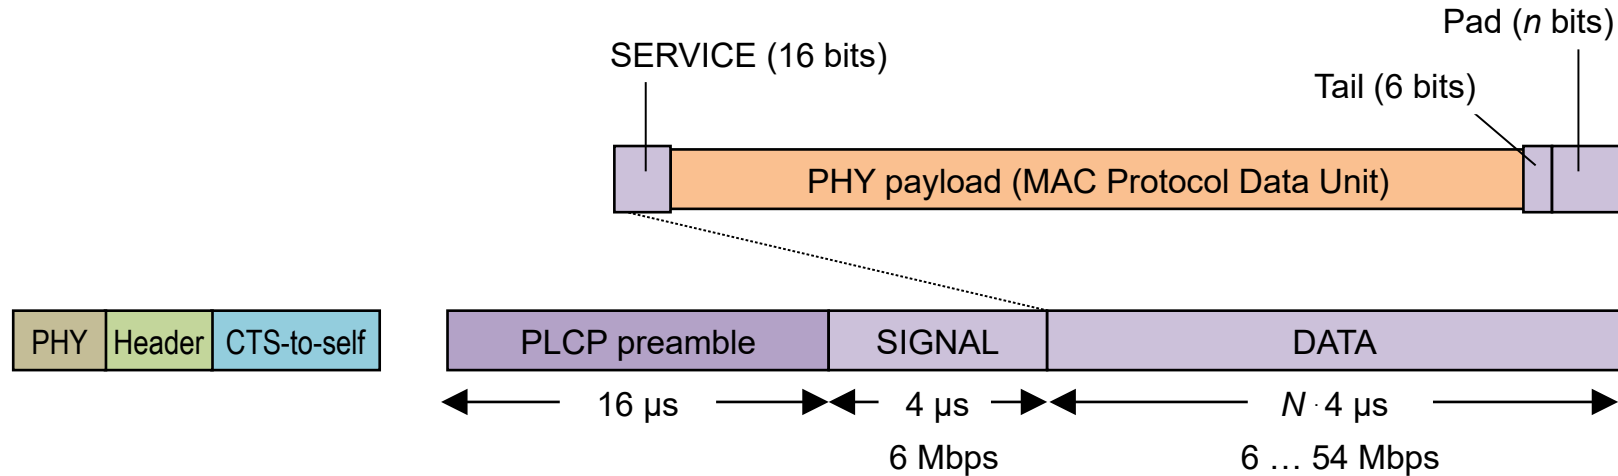 Pad (n bits)
SERVICE (16 bits)
Tail (6 bits)
PHY payload (MAC Protocol Data Unit)
PHY Header CTS-to-self PLCP preamble SIGNAL DATA
16 µs 4 µs N · 4 µs
6 Mbps 6 … 54 Mbps